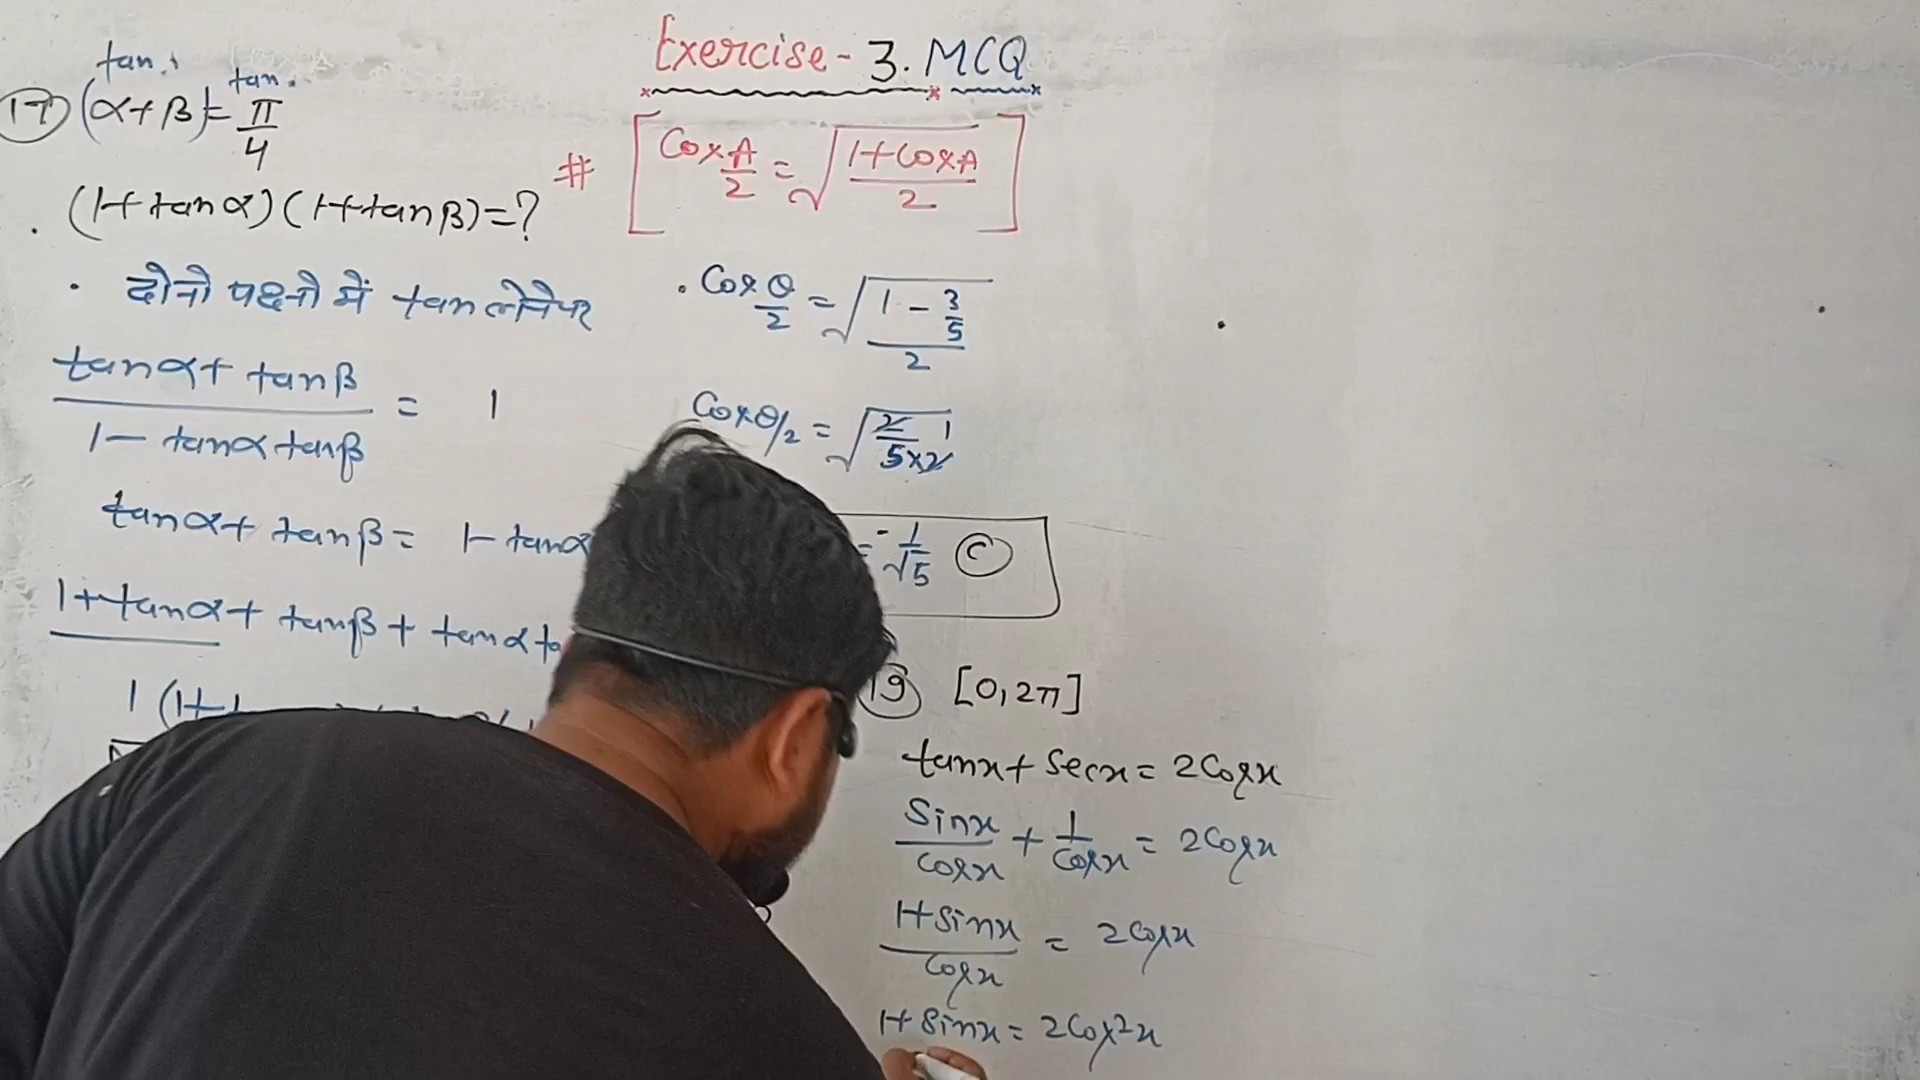 Exercise - 3. MCQ
tan. tan.
17 (α+β) = π/4
(1+tanα)(1+tanβ)=?
दोनो पक्षो में tan लेनेपर
tanα + tanβ / 1 - tanα tanβ = 1
tanα + tanβ = 1 - tanα
1 + tanα + tanβ + tanα
1 (1+
# [Cos A/2 = √(1+cosA / 2)]
Cos θ/2 = √(1 - 3/5 / 2)
Cos θ/2 = √(2 1 / 5×2)
= -1/√5 C
19 [0, 2π]
tanx + secx = 2Cosx
Sinx/Cosx + 1/Cosx = 2Cosx
1+Sinx / Cosx = 2Cosx
1+Sinx = 2Cos²x